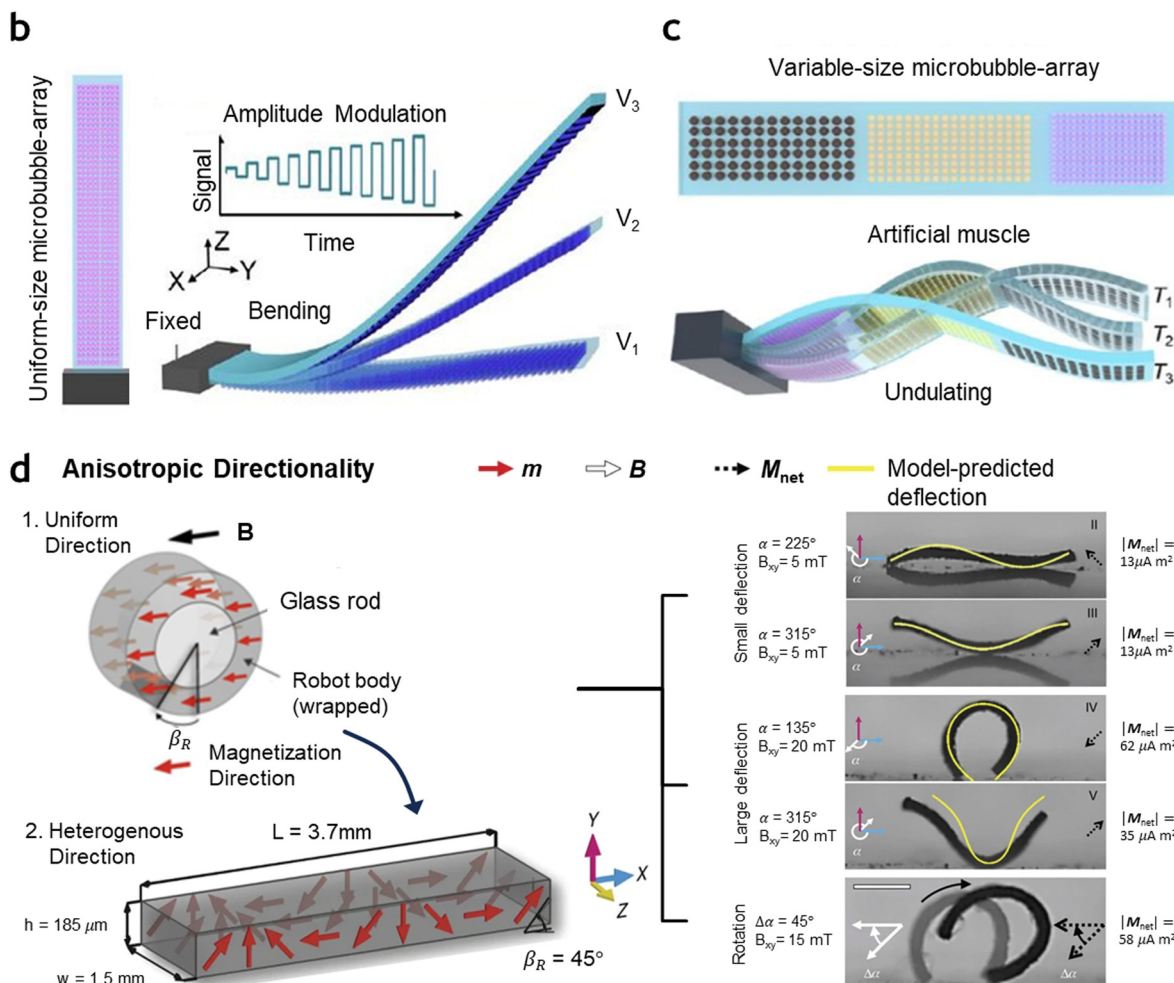 b
Uniform-size microbubble-array
Amplitude Modulation
Signal
Time
Z
X
Y
Fixed
Bending
V3
V2
V1
c
Variable-size microbubble-array
Artificial muscle
T1
T2
T3
Undulating
d Anisotropic Directionality
m
B
Mnet
Model-predicted
deflection
1. Uniform
Direction
B
Glass rod
Robot body
(wrapped)
βR
Magnetization
Direction
2. Heterogenous
Direction
L = 3.7mm
h = 185 μm
w = 1.5 mm
βR = 45°
Y
X
Z
Small deflection
α = 225°
Bxy= 5 mT
α
II
|Mnet| =
13μA m²
α = 315°
Bxy= 5 mT
α
III
|Mnet| =
13μA m²
Large deflection
α = 135°
Bxy= 20 mT
α
IV
|Mnet| =
62 μA m²
α = 315°
Bxy= 20 mT
α
V
|Mnet| =
35 μA m²
Rotation
Δα = 45°
Bxy= 15 mT
Δα
Δα
|Mnet| =
58 μA m²